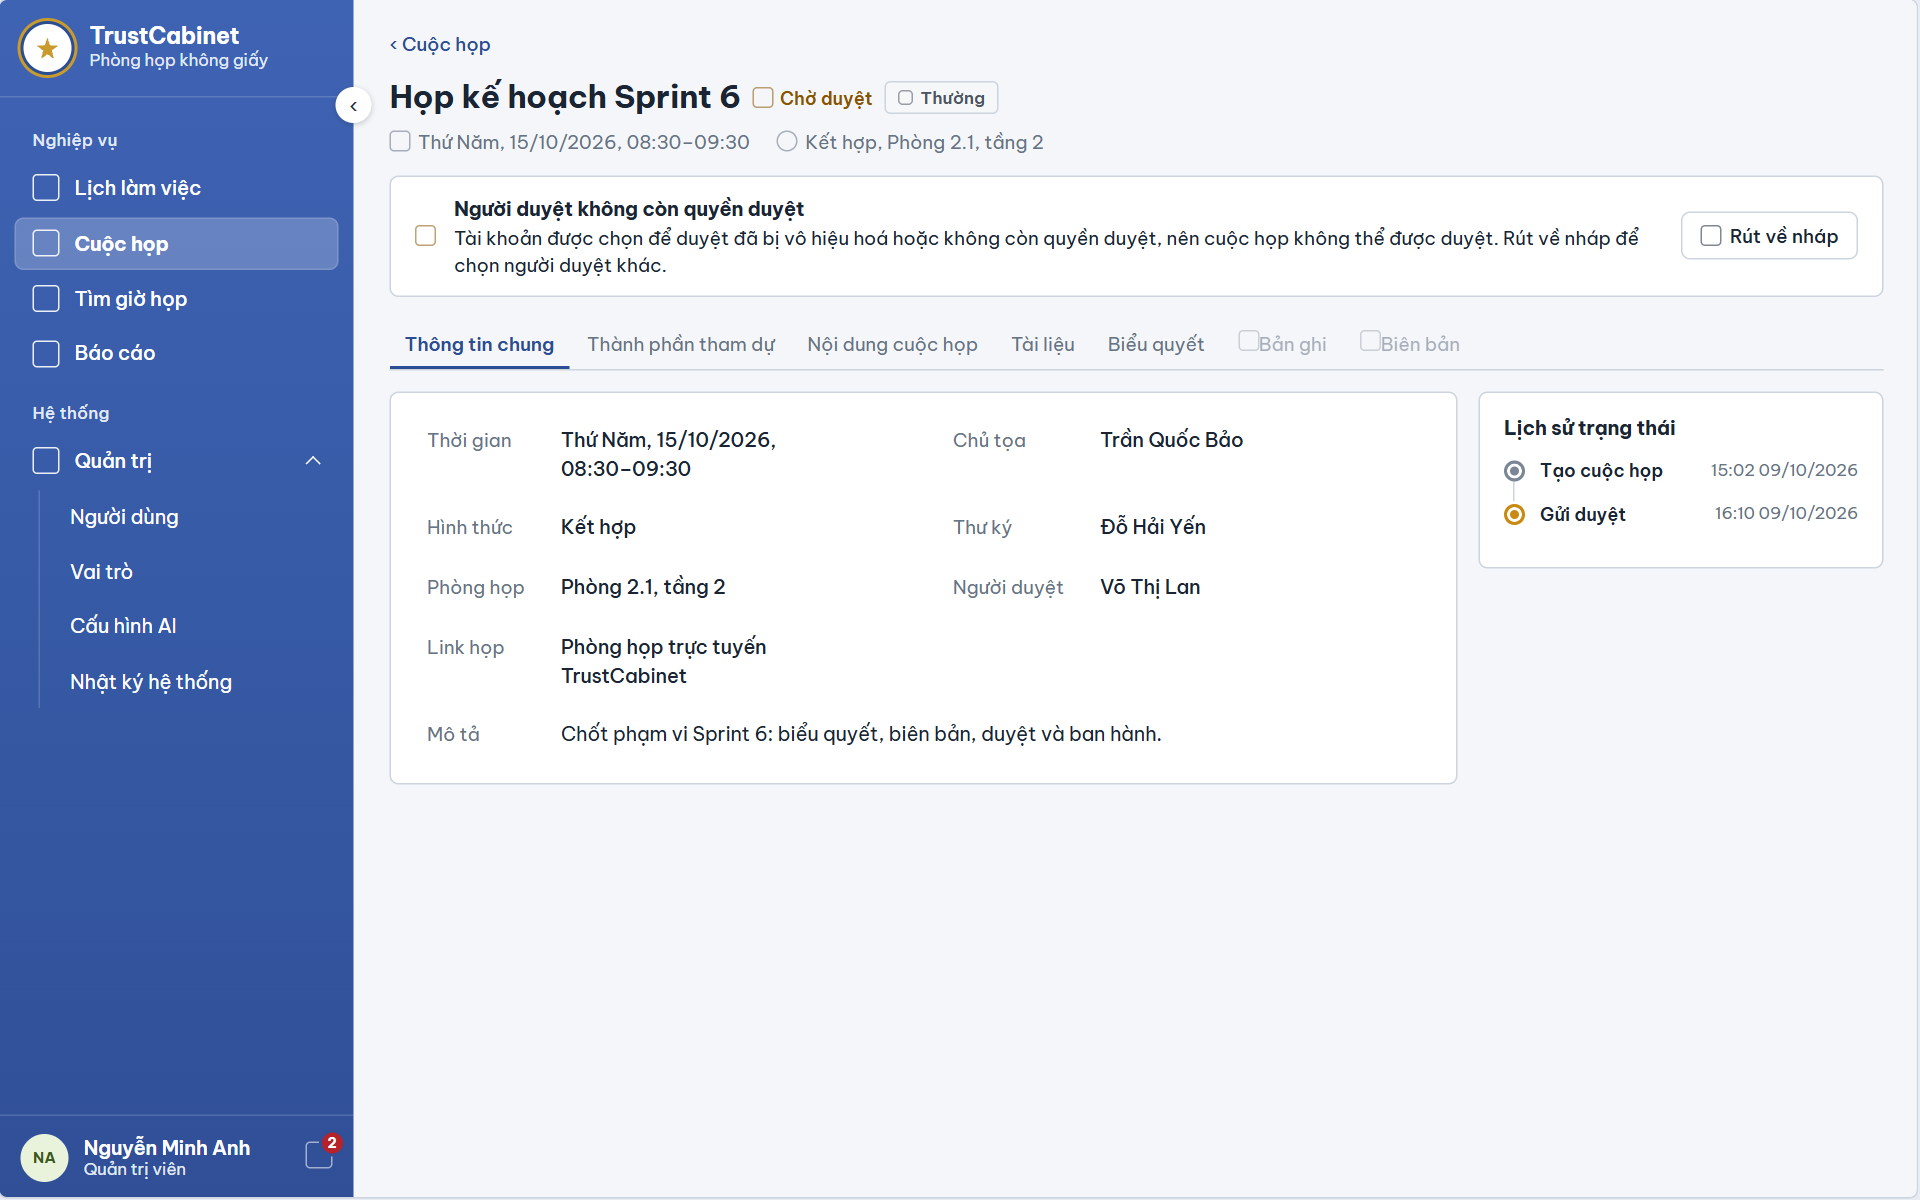 TrustCabinet
Phòng họp không giấy
Nghiệp vụ
Lịch làm việc
Cuộc họp
Tìm giờ họp
Báo cáo
Hệ thống
Quản trị
Người dùng
Vai trò
Cấu hình AI
Nhật ký hệ thống
NA
Nguyễn Minh Anh
Quản trị viên
2
‹ Cuộc họp
Họp kế hoạch Sprint 6 Chờ duyệt Thường
Thứ Năm, 15/10/2026, 08:30–09:30 Kết hợp, Phòng 2.1, tầng 2
Người duyệt không còn quyền duyệt
Tài khoản được chọn để duyệt đã bị vô hiệu hoá hoặc không còn quyền duyệt, nên cuộc họp không thể được duyệt. Rút về nháp để
chọn người duyệt khác.
Rút về nháp
Thông tin chung Thành phần tham dự Nội dung cuộc họp Tài liệu Biểu quyết Bản ghi Biên bản
Thời gian Thứ Năm, 15/10/2026,
08:30–09:30
Chủ tọa Trần Quốc Bảo
Hình thức Kết hợp
Thư ký Đỗ Hải Yến
Phòng họp Phòng 2.1, tầng 2
Người duyệt Võ Thị Lan
Link họp Phòng họp trực tuyến
TrustCabinet
Mô tả Chốt phạm vi Sprint 6: biểu quyết, biên bản, duyệt và ban hành.
Lịch sử trạng thái
Tạo cuộc họp 15:02 09/10/2026
Gửi duyệt 16:10 09/10/2026